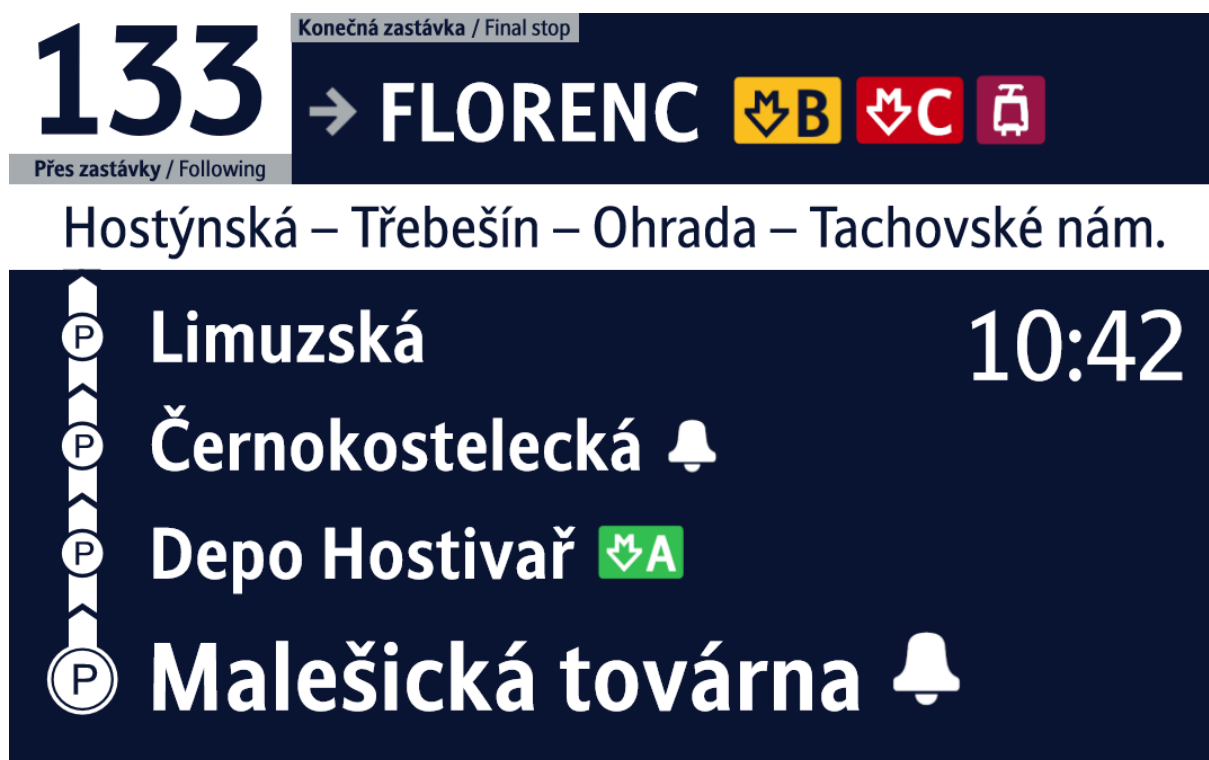 133
Konečná zastávka / Final stop
FLORENC B C
Přes zastávky / Following
Hostýnská – Třebešín – Ohrada – Tachovské nám.
P Limuzská 10:42
P Černokostelecká
P Depo Hostivař A
P Malešická továrna